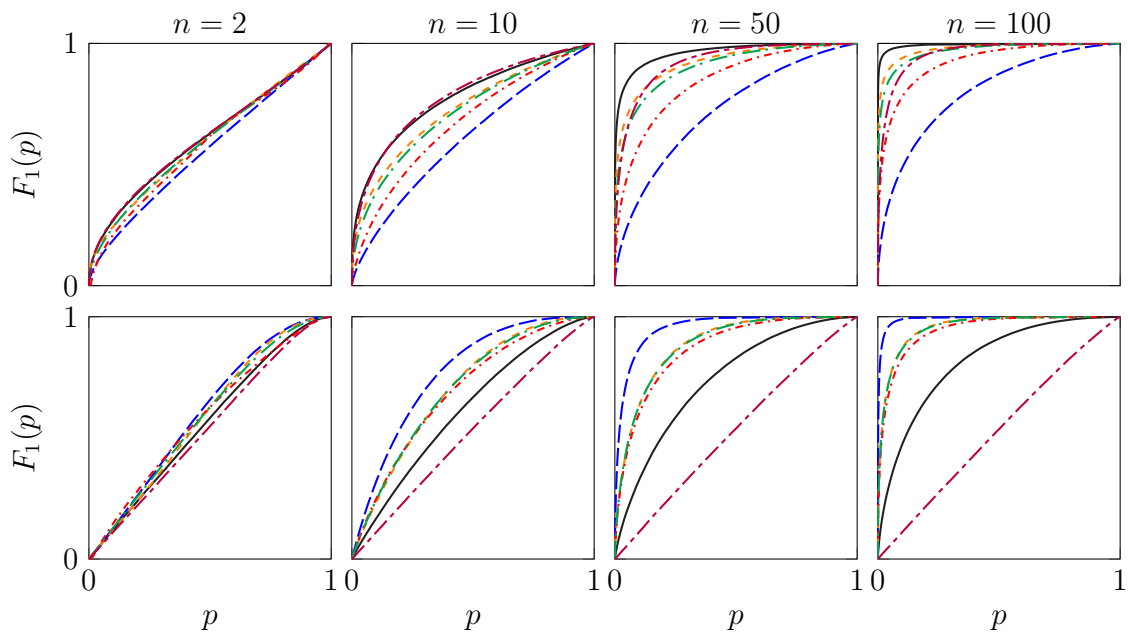 n = 2 n = 10 n = 50 n = 100
1
F₁(p)
0
1
F₁(p)
0
0 1 0 1 0 1 0 1
p p p p